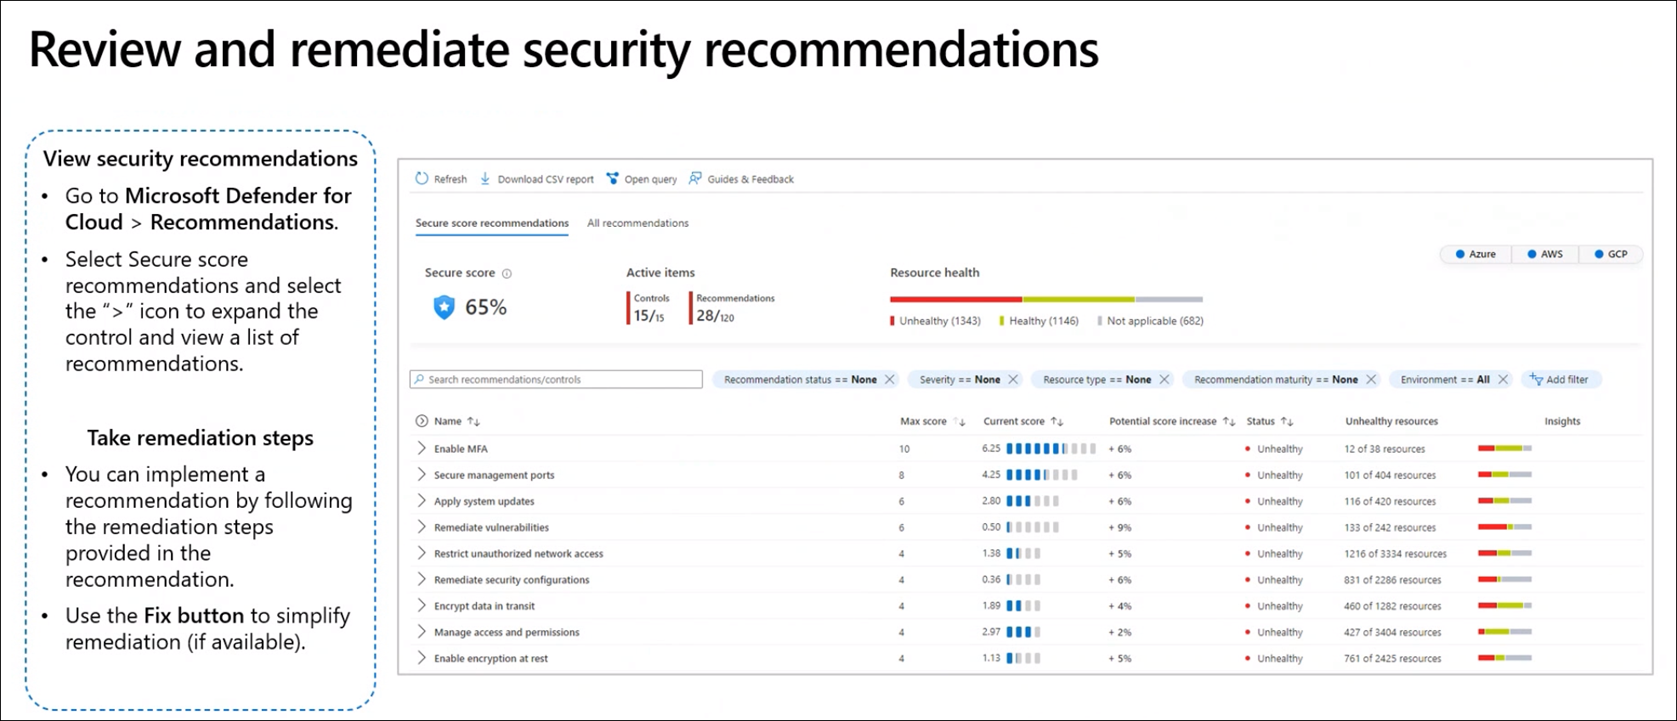 Review and remediate security recommendations
View security recommendations
• Go to Microsoft Defender for
Cloud > Recommendations.
• Select Secure score
recommendations and select
the “>” icon to expand the
control and view a list of
recommendations.
Take remediation steps
• You can implement a
recommendation by following
the remediation steps
provided in the
recommendation.
• Use the Fix button to simplify
remediation (if available).
Refresh Download CSV report Open query Guides & Feedback
Secure score recommendations All recommendations
Azure AWS GCP
Secure score
65%
Active items
Controls
15/15
Recommendations
28/120
Resource health
Unhealthy (1343) Healthy (1146) Not applicable (682)
Search recommendations/controls Recommendation status == None Severity == None Resource type == None Recommendation maturity == None Environment == All Add filter
Name Max score Current score Potential score increase Status Unhealthy resources Insights
Enable MFA 10 6.25 + 6% Unhealthy 12 of 38 resources
Secure management ports 8 4.25 + 6% Unhealthy 101 of 404 resources
Apply system updates 6 2.80 + 6% Unhealthy 116 of 420 resources
Remediate vulnerabilities 6 0.50 + 9% Unhealthy 133 of 242 resources
Restrict unauthorized network access 4 1.38 + 5% Unhealthy 1216 of 3334 resources
Remediate security configurations 4 0.36 + 6% Unhealthy 831 of 2286 resources
Encrypt data in transit 4 1.89 + 4% Unhealthy 460 of 1282 resources
Manage access and permissions 4 2.97 + 2% Unhealthy 427 of 3404 resources
Enable encryption at rest 4 1.13 + 5% Unhealthy 761 of 2425 resources